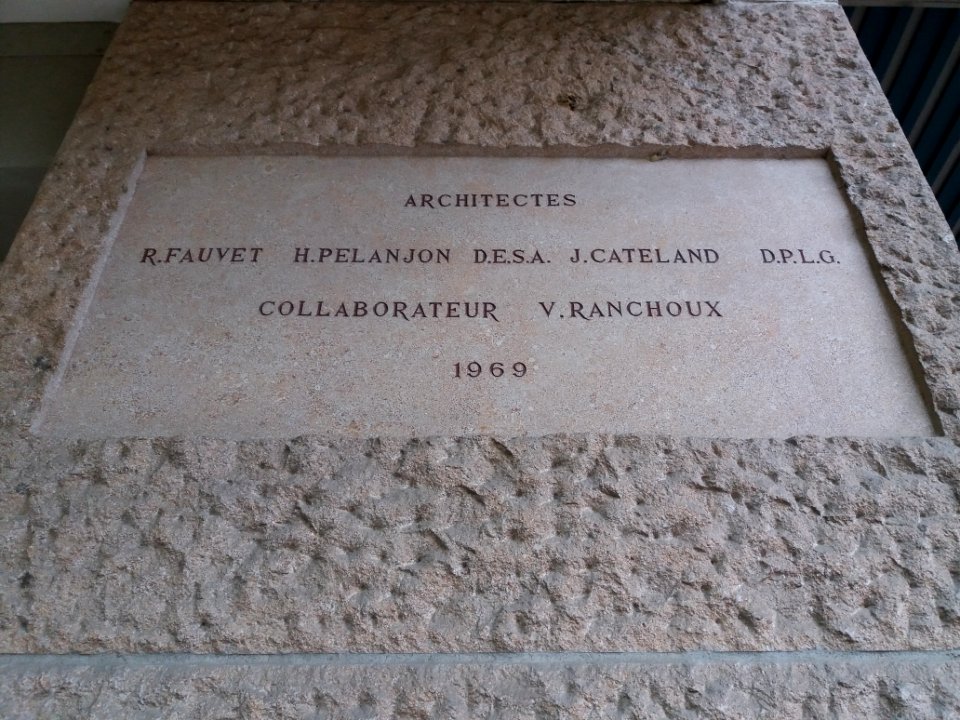 ARCHITECTES
R.FAUVET H.PELANJON D.E.S.A. J.CATELAND D.P.L.G.
COLLABORATEUR V.RANCHOUX
1969